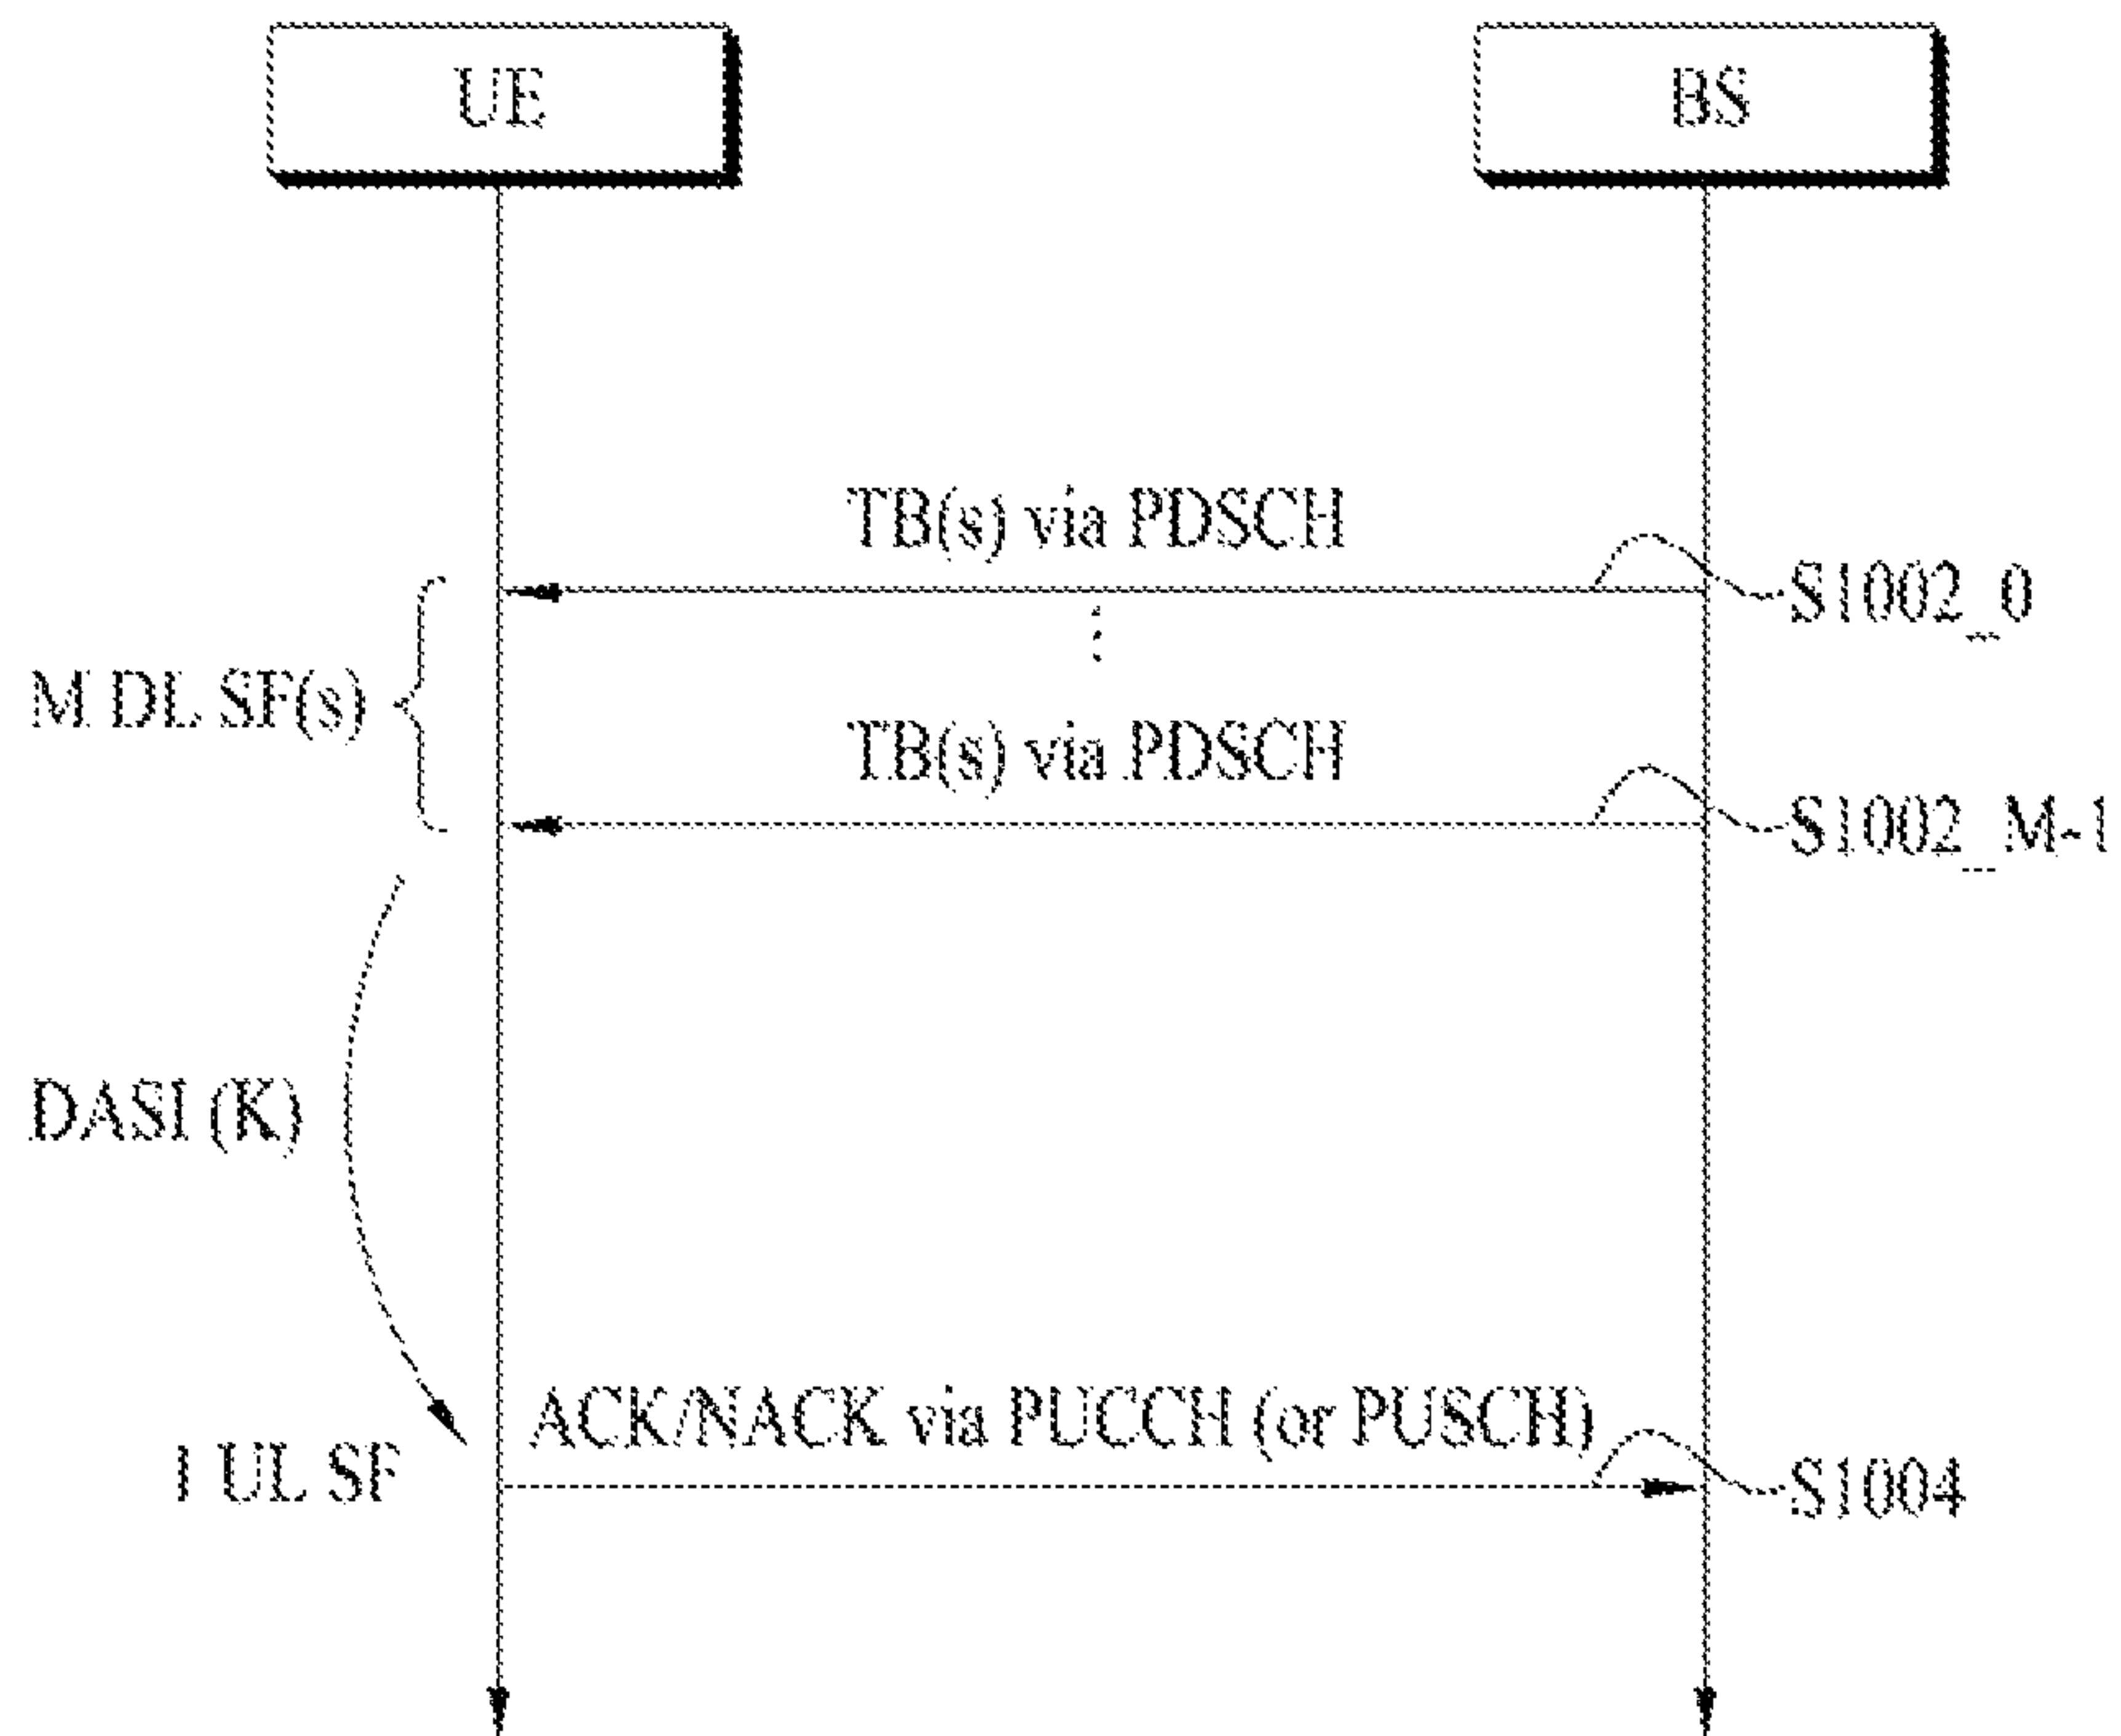 UE
BS
TB(s) via PDSCH
S1002_0
M DL SF(s)
TB(s) via PDSCH
S1002_M-1
DASI (K)
ACK/NACK via PUCCH (or PUSCH)
1 UL SF
S1004